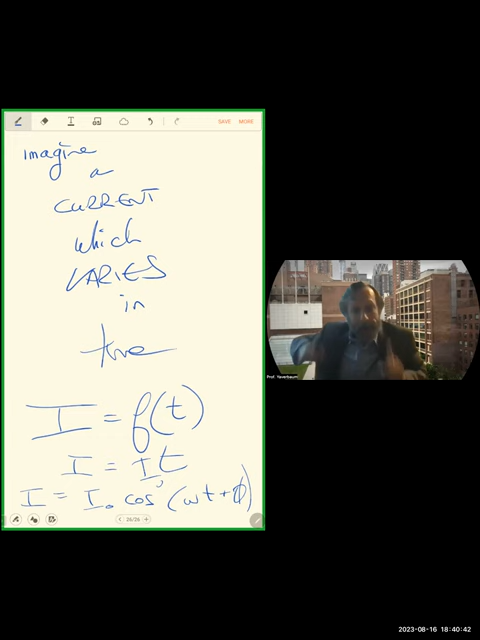 SAVE MORE
imagine
a
CURRENT
which
VARIES
in
time
I = f(t)
I = I₀t
I = I₀ cos (ωt+ϕ)
26/26
Prof. Yaverbaum
2023-08-16 18:40:42